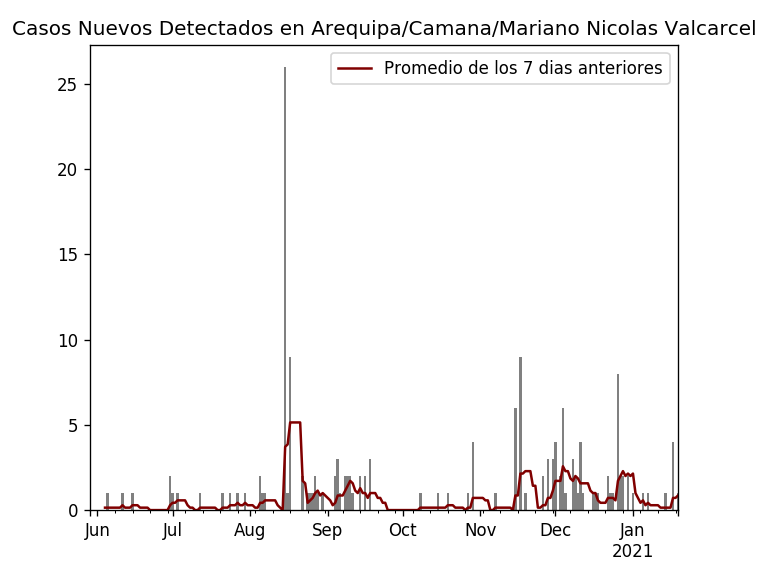 Casos Nuevos Detectados en Arequipa/Camana/Mariano Nicolas Valcarcel
Promedio de los 7 dias anteriores
25
20
15
10
5
0
Jun Jul Aug Sep Oct Nov Dec Jan
2021